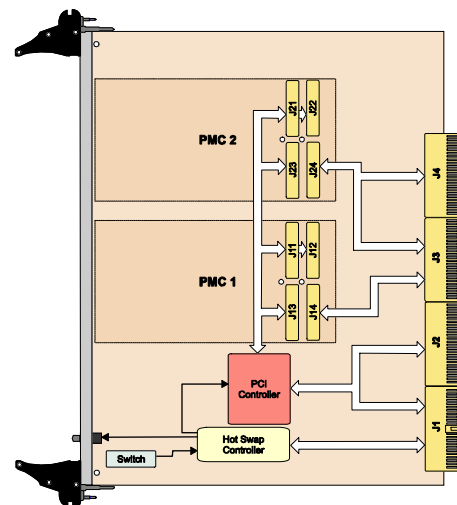 J21
J22
PMC 2
J23
J24
J4
J11
J12
J3
PMC 1
J13
J14
J2
PCI
Controller
J1
Hot Swap
Controller
Switch